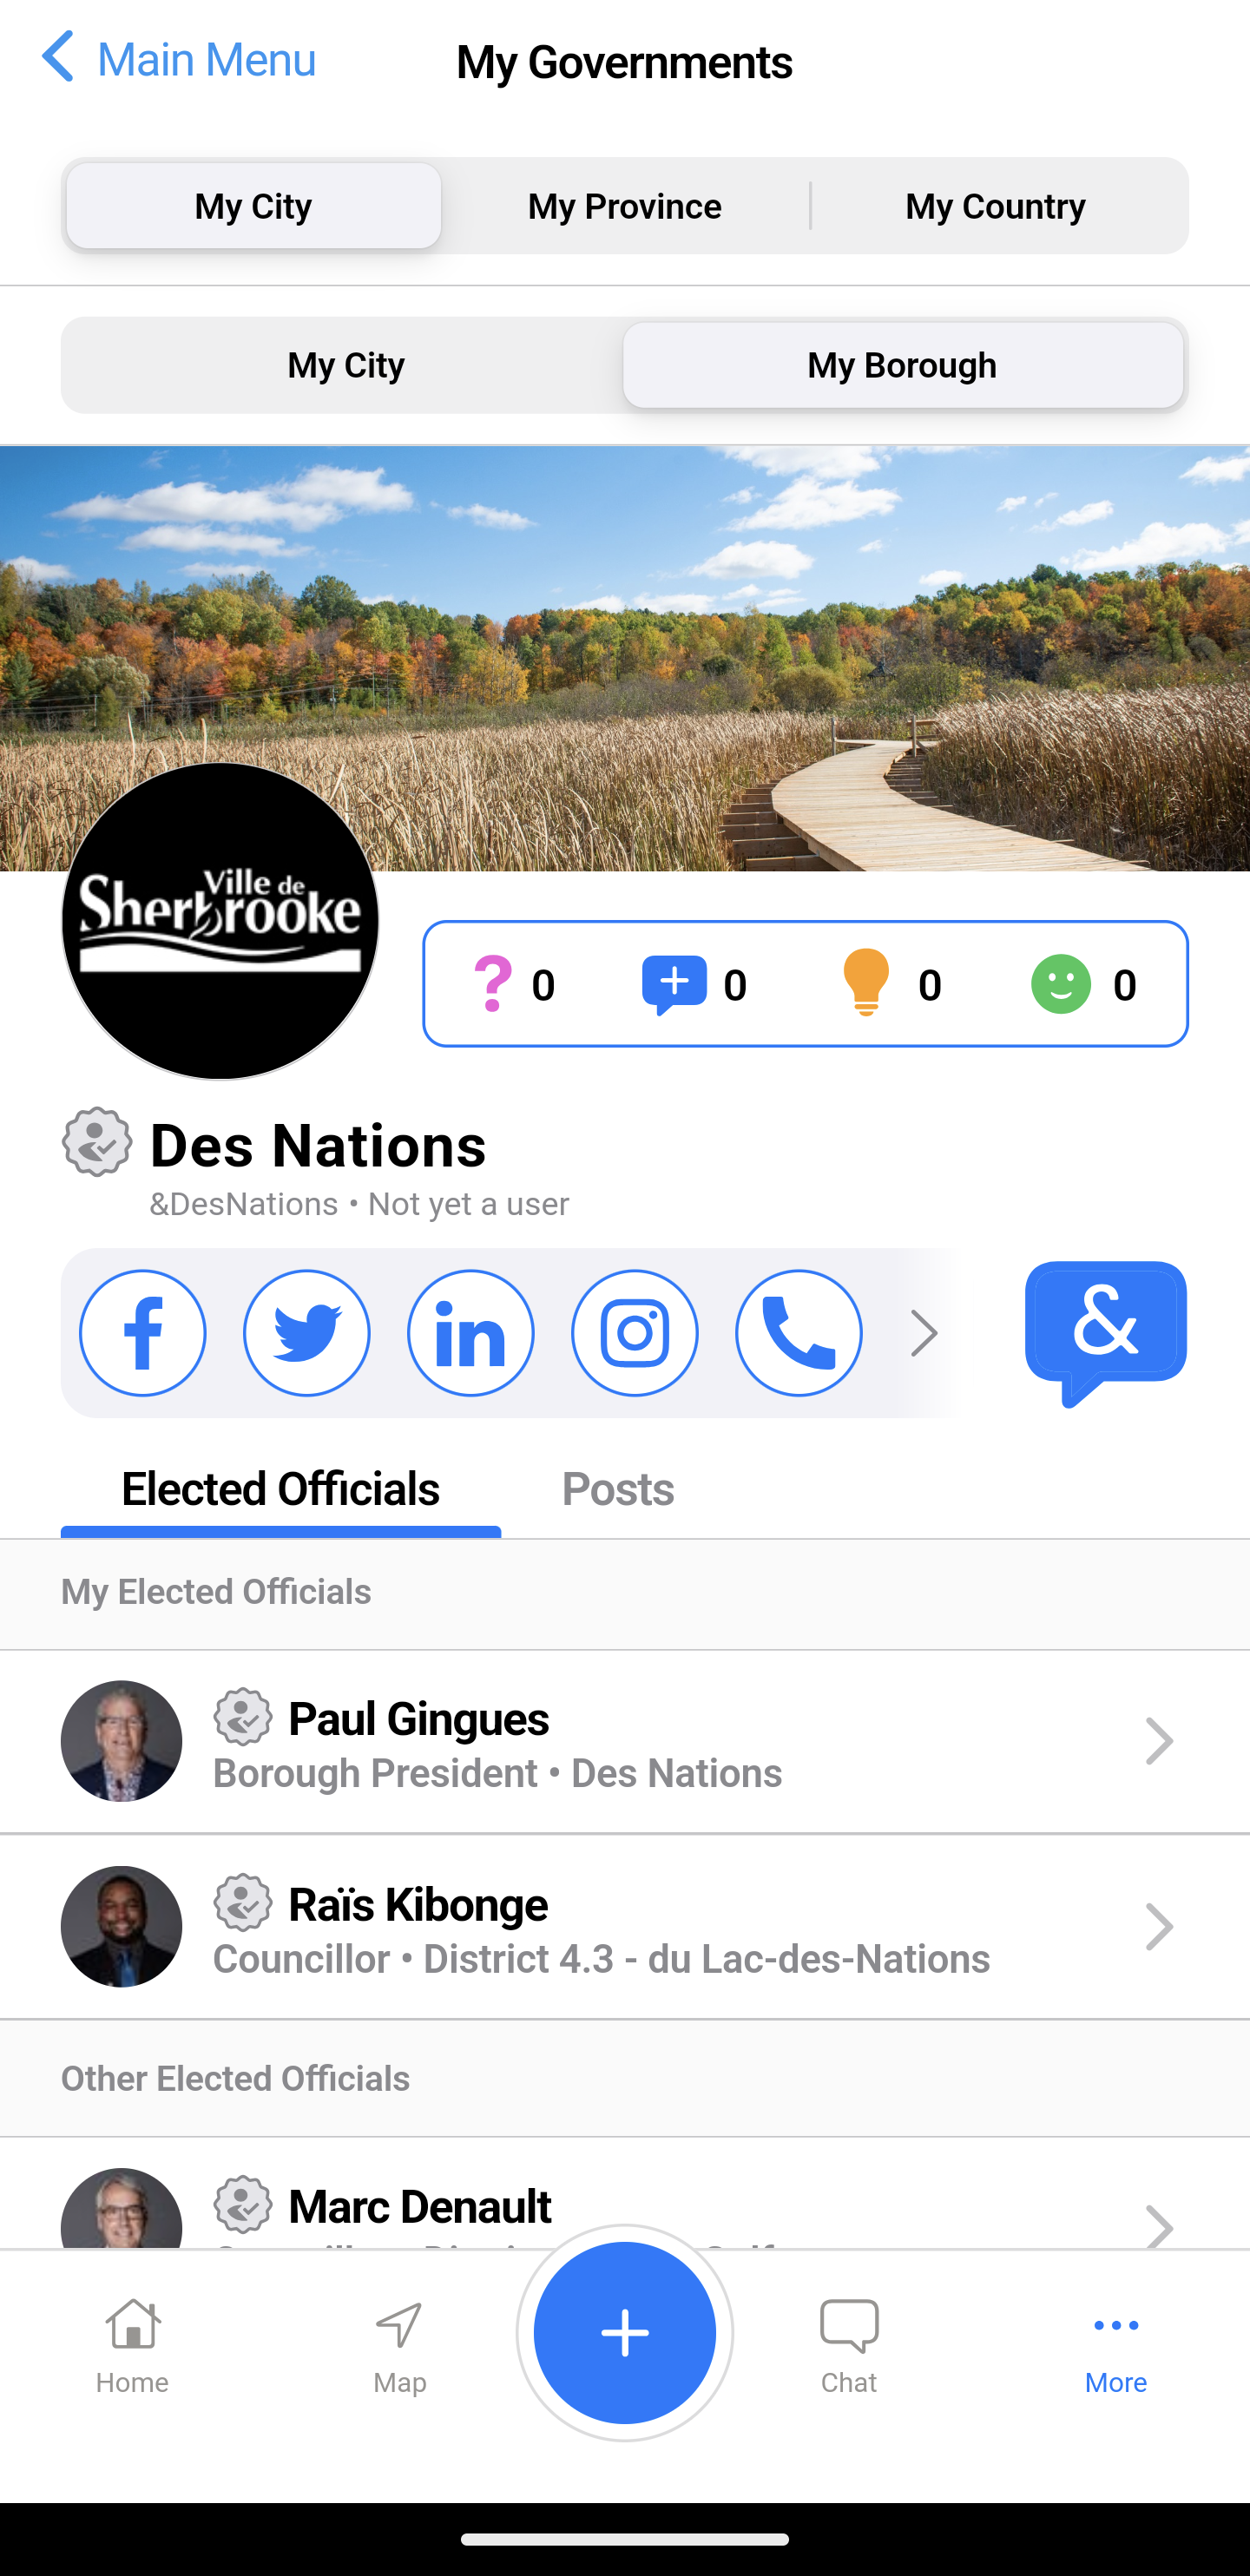 Main Menu
My Governments
My City
My Province
My Country
My City
My Borough
Ville de
Sherbrooke
? 0
0
0
0
Des Nations
&DesNations • Not yet a user
&
Elected Officials
Posts
My Elected Officials
Paul Gingues
Borough President • Des Nations
Raïs Kibonge
Councillor • District 4.3 - du Lac-des-Nations
Other Elected Officials
Marc Denault
Home
Map
Chat
More